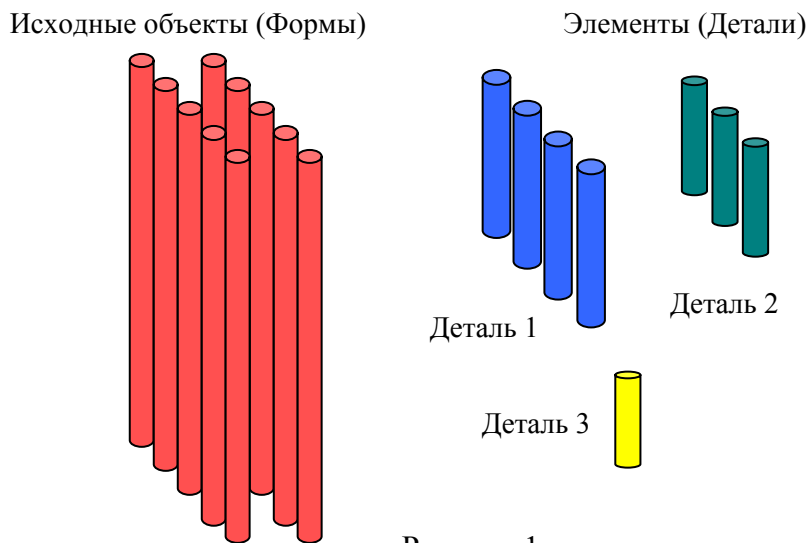 Исходные объекты (Формы)
Элементы (Детали)
Деталь 1
Деталь 2
Деталь 3